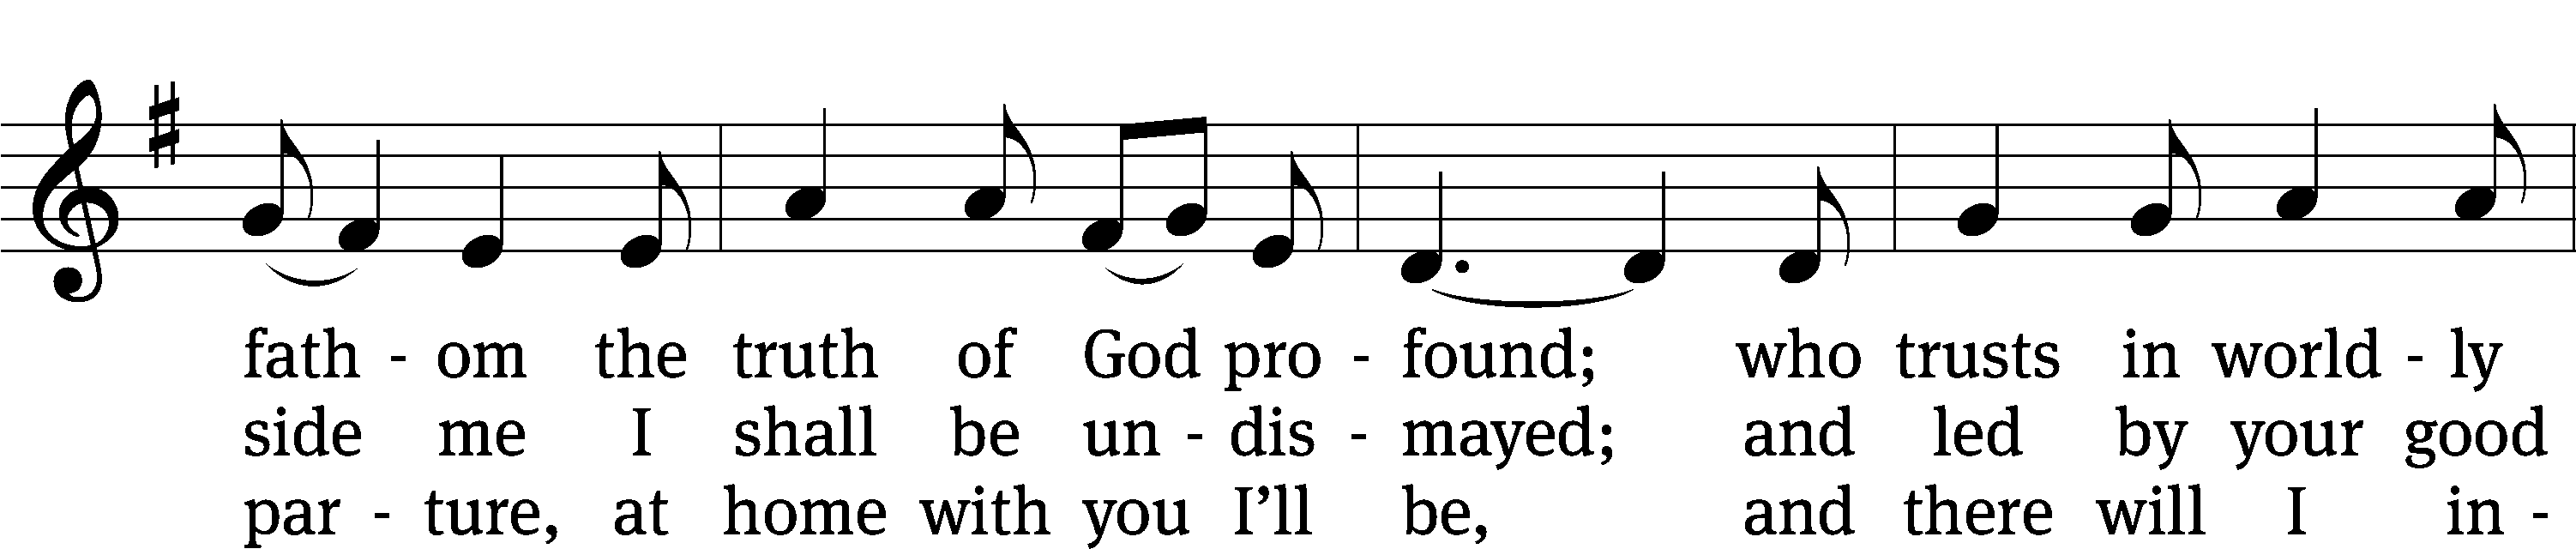 fath - om the truth of God pro - found; who trusts in world - ly
side me I shall be un - dis - mayed; and led by your good
par - ture, at home with you I’ll be, and there will I in -